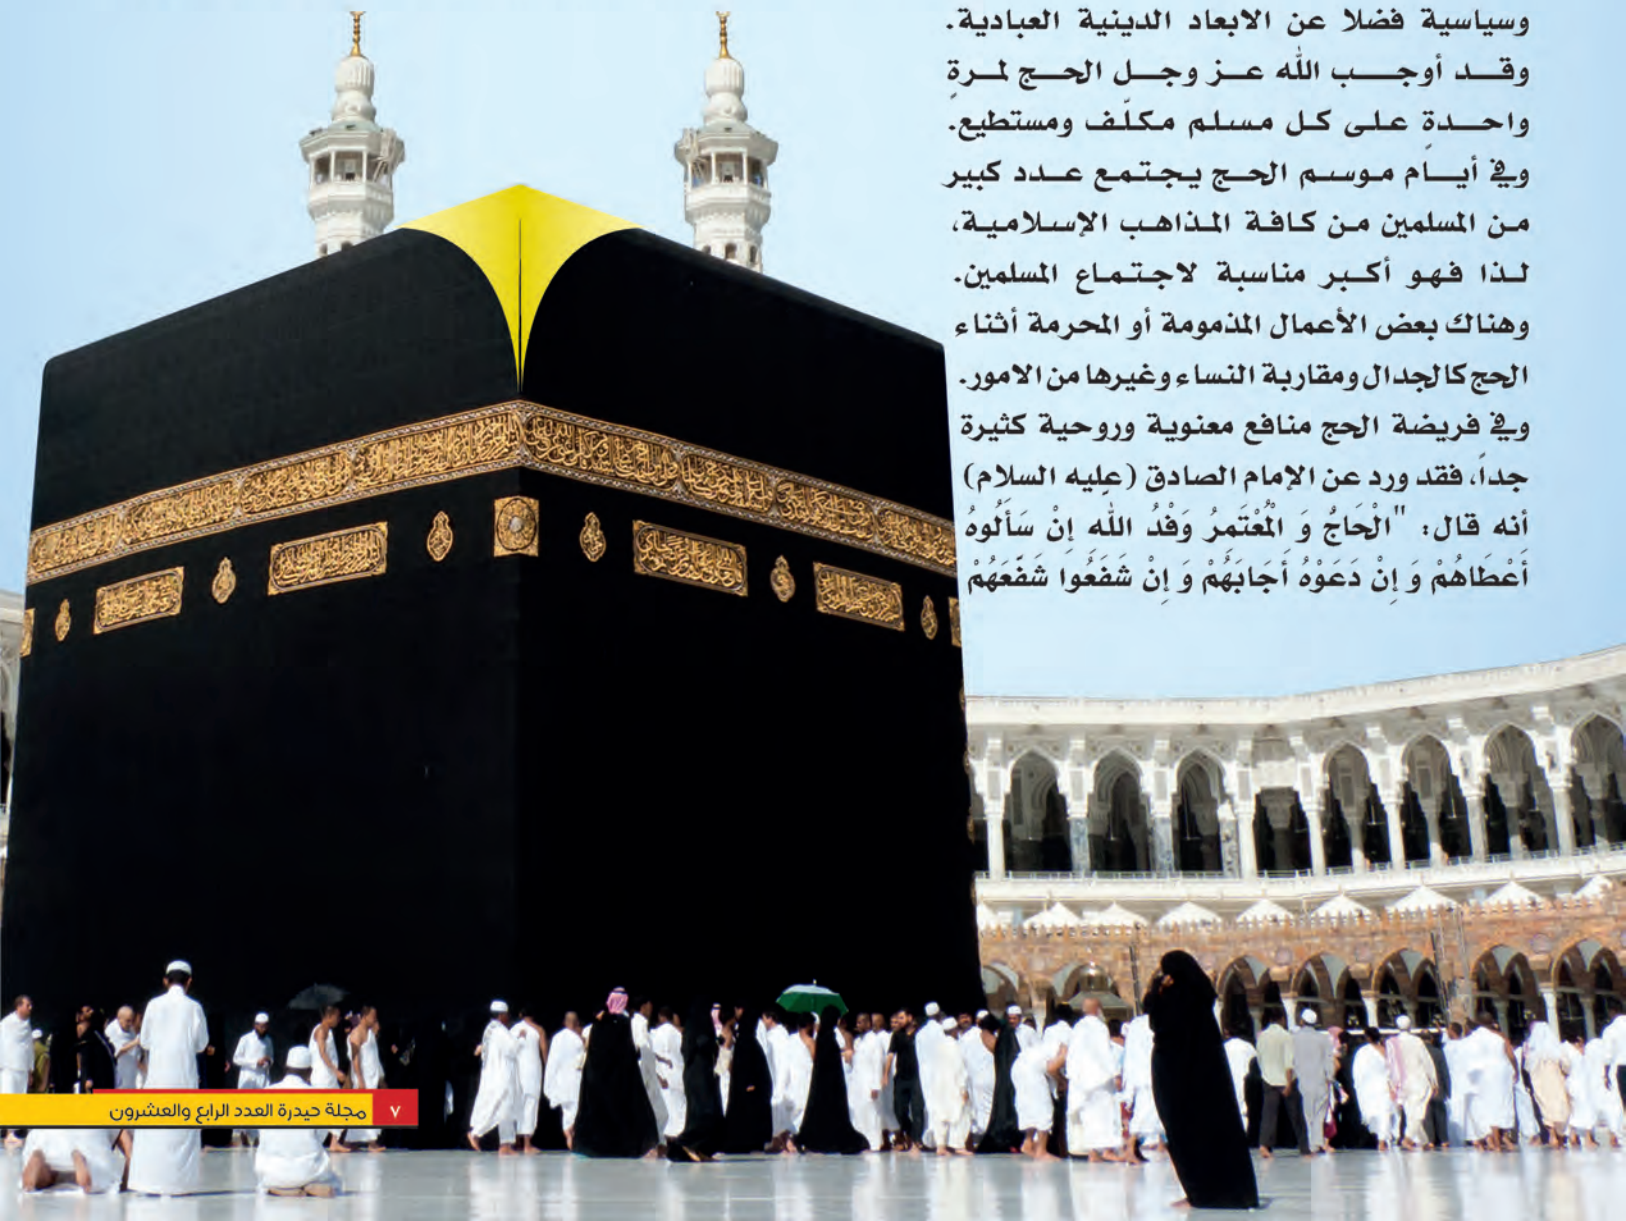 وسياسية فضلا عن الابعاد الدينية العبادية.
وقد أوجب الله عز وجل الحج لمرةٍ
واحدةٍ على كل مسلم مكلّف ومستطيع.
وفي أيام موسم الحج يجتمع عدد كبير
من المسلمين من كافة المذاهب الإسلامية،
لذا فهو أكبر مناسبة لاجتماع المسلمين.
وهناك بعض الأعمال المذمومة أو المحرمة أثناء
الحج كالجدال ومقاربة النساء وغيرها من الامور.
وفي فريضة الحج منافع معنوية وروحية كثيرة
جداً، فقد ورد عن الإمام الصادق (عليه السلام)
أنه قال: "الْحَاجُّ وَ الْمُعْتَمِرُ وَفْدُ الله إِنْ سَأَلُوهُ
أَعْطَاهُمْ وَ إِنْ دَعَوْهُ أَجَابَهُمْ وَ إِنْ شَفَعُوا شَفَّعَهُمْ
٧ مجلة حيدرة العدد الرابع والعشرون